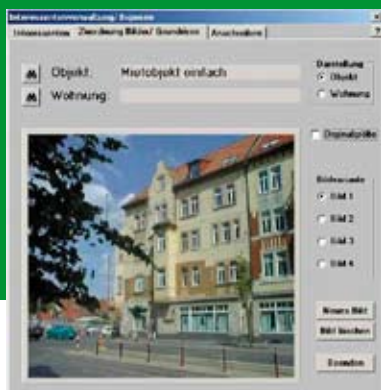 Interessentenverwaltung/ Exposee
Interessenten Zuordnung Bilder/ Grundrisse Anschreiben
Objekt: Mietobjekt einfach
Wohnung:
Darstellung
Objekt
Wohnung
Originalgröße
Bild 1
Bild 2
Bild 3
Bild 4
Neues Bild
Bild löschen
Beenden